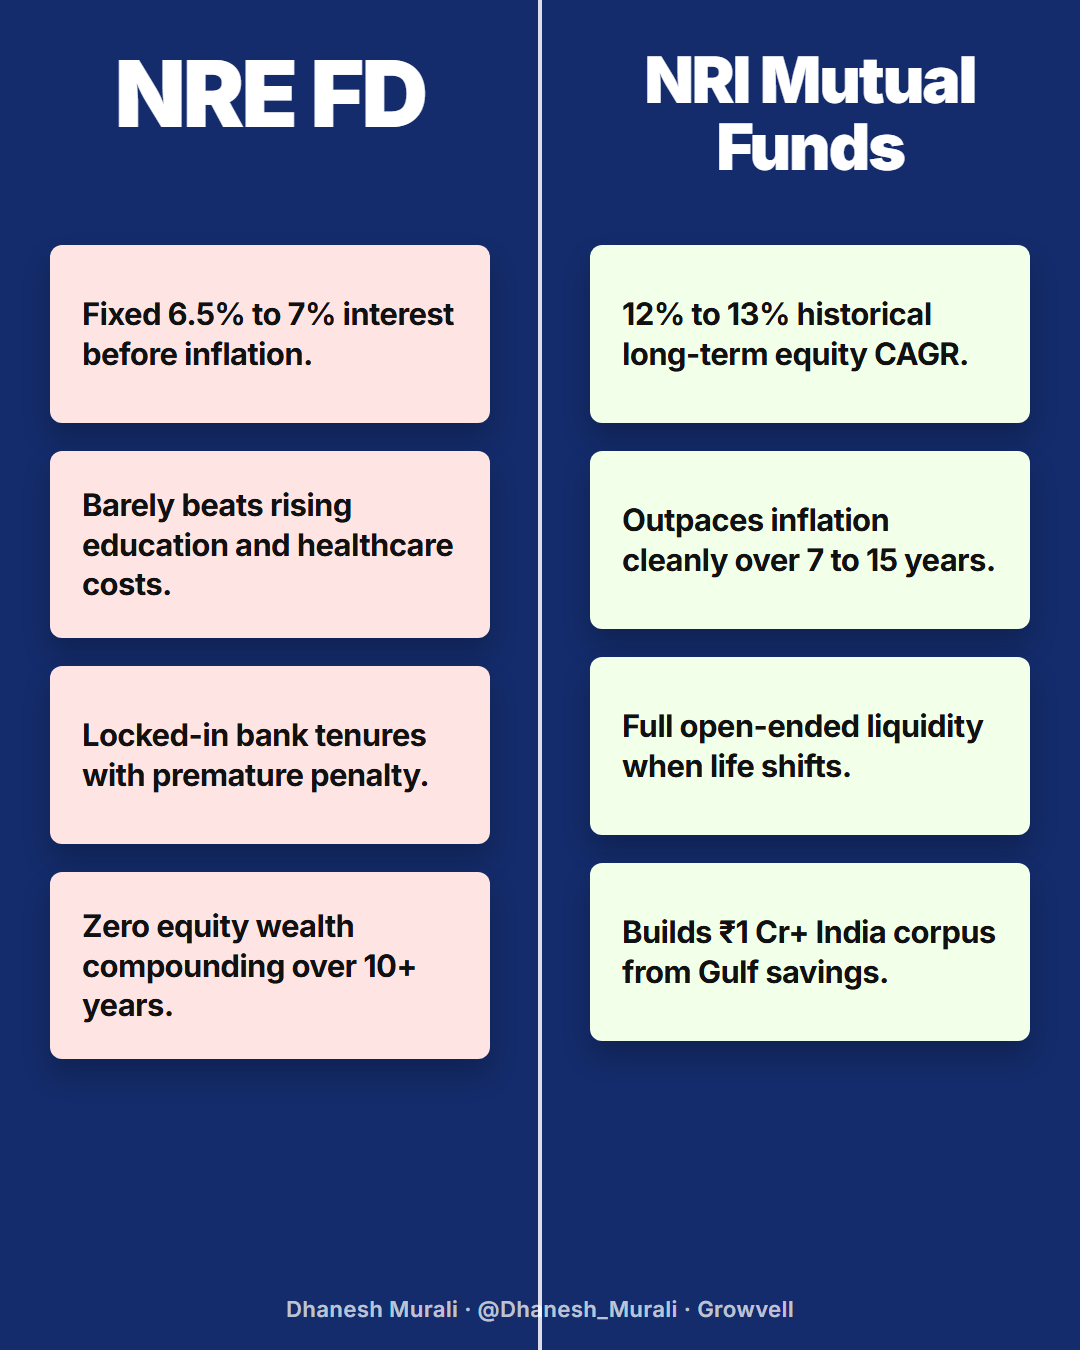 NRE FD
Fixed 6.5% to 7% interest
before inflation.
Barely beats rising
education and healthcare
costs.
Locked-in bank tenures
with premature penalty.
Zero equity wealth
compounding over 10+
years.
NRI Mutual
Funds
12% to 13% historical
long-term equity CAGR.
Outpaces inflation
cleanly over 7 to 15 years.
Full open-ended liquidity
when life shifts.
Builds ₹1 Cr+ India corpus
from Gulf savings.
Dhanesh Murali · @Dhanesh_Murali · Growvell